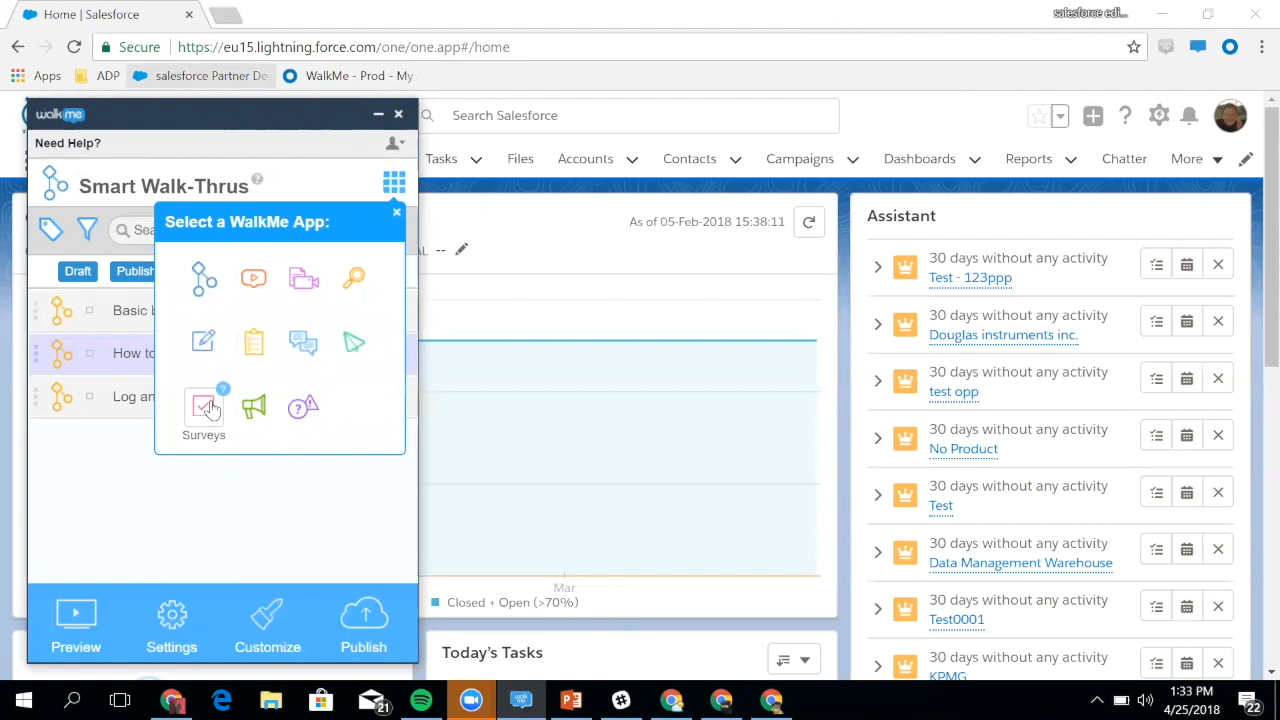 Home | Salesforce
salesforce edi...
Secure
https://eu15.lightning.force.com/one/one.app#/home
Apps
ADP
salesforce Partner De
WalkMe - Prod - My
walkme
Need Help?
Smart Walk-Thrus
Select a WalkMe App:
Sea
Draft
Publish
Basic b
How to
Log an
Surveys
Preview
Settings
Customize
Publish
Search Salesforce
Tasks
Files
Accounts
Contacts
Campaigns
Dashboards
Reports
Chatter
More
As of 05-Feb-2018 15:38:11
AL --
Mar
Closed + Open (>70%)
Today's Tasks
Assistant
30 days without any activity
Test - 123ppp
30 days without any activity
Douglas instruments inc.
30 days without any activity
test opp
30 days without any activity
No Product
30 days without any activity
Test
30 days without any activity
Data Management Warehouse
30 days without any activity
Test0001
30 days without any activity
KPMG
21
walkme
1:33 PM
4/25/2018
22